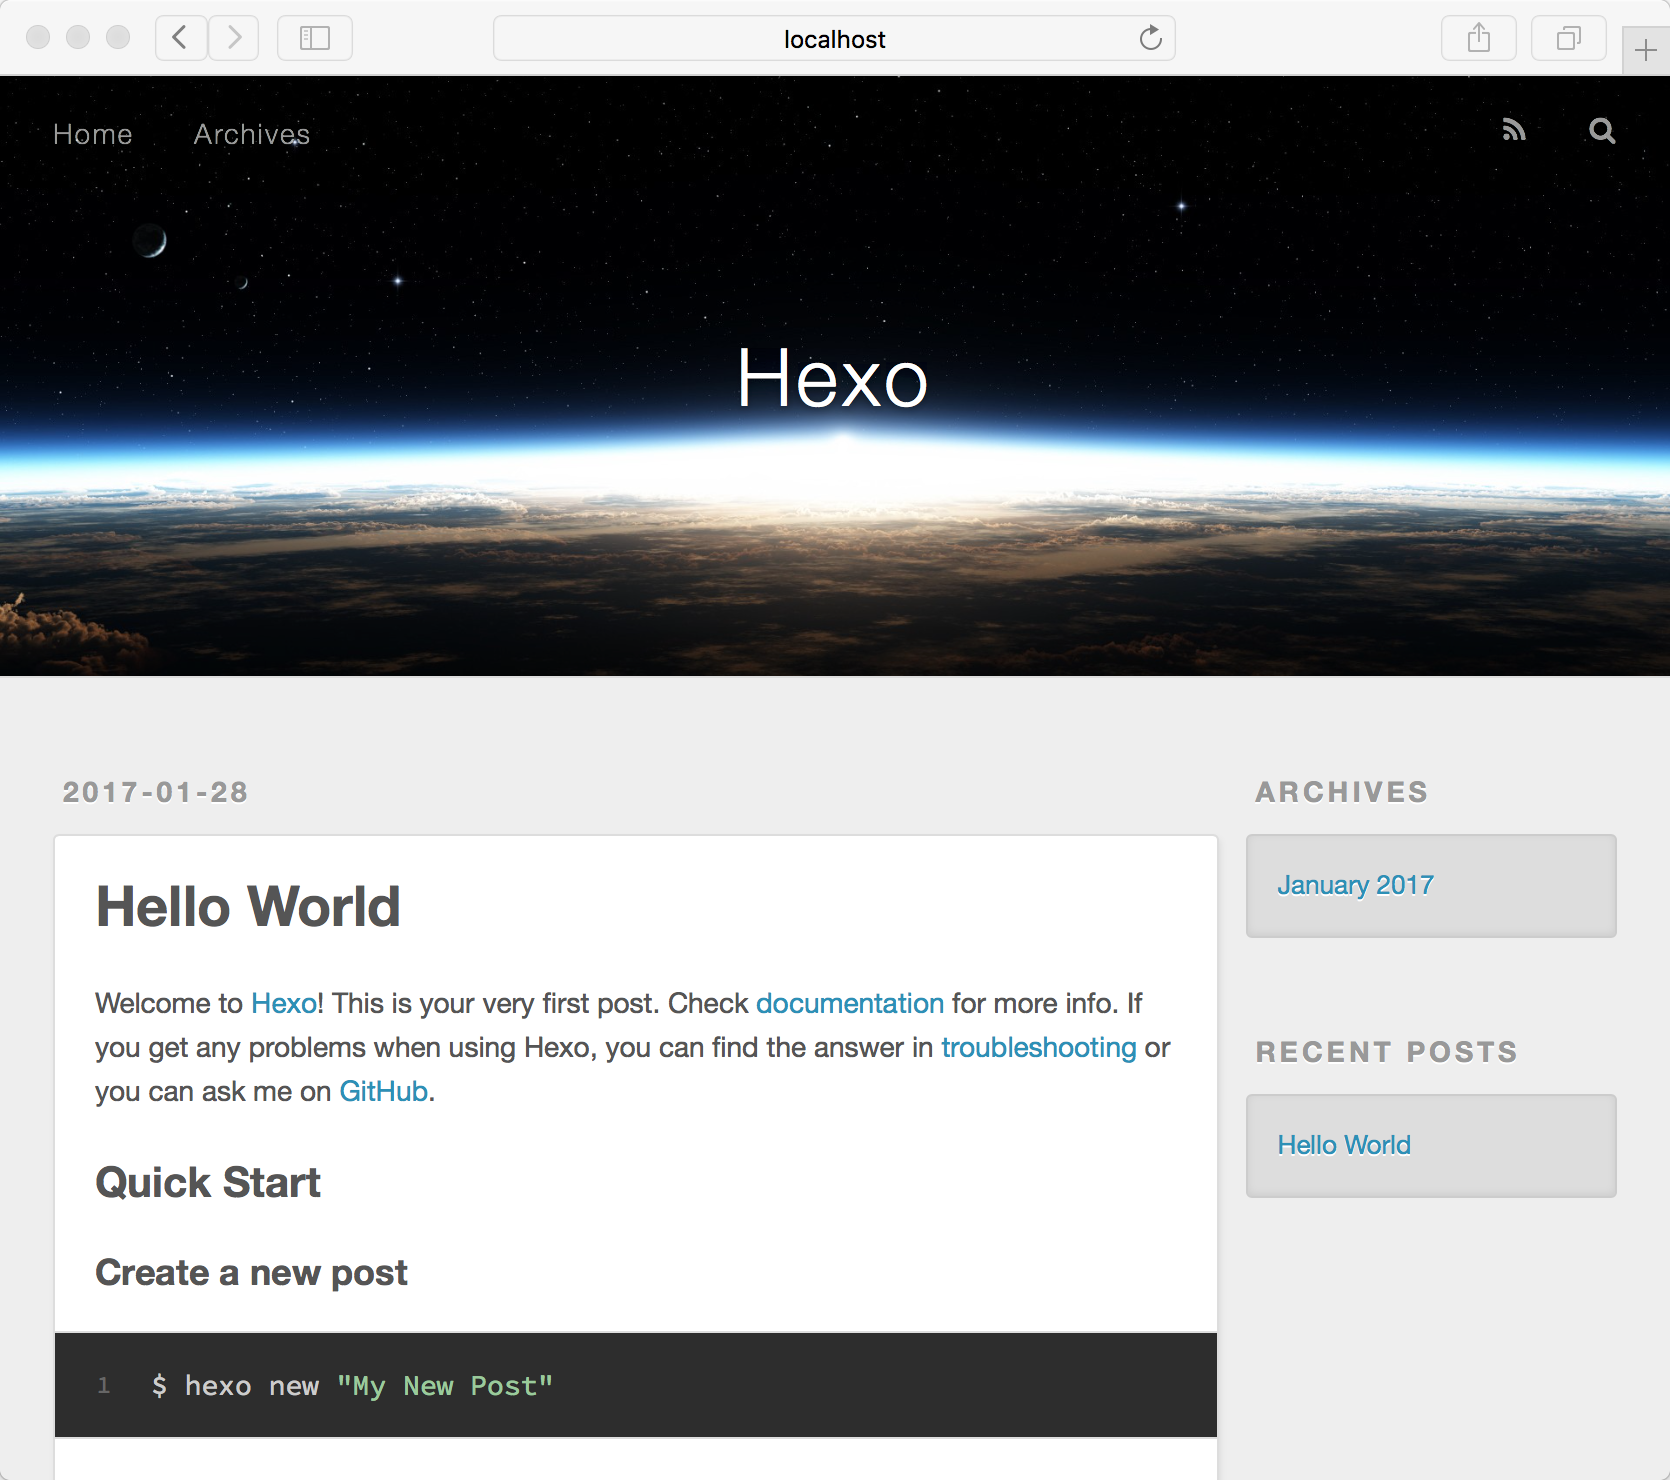 localhost
Home Archives
Hexo
2017-01-28
Hello World
Welcome to Hexo! This is your very first post. Check documentation for more info. If
you get any problems when using Hexo, you can find the answer in troubleshooting or
you can ask me on GitHub.
Quick Start
Create a new post
1 $ hexo new "My New Post"
ARCHIVES
January 2017
RECENT POSTS
Hello World